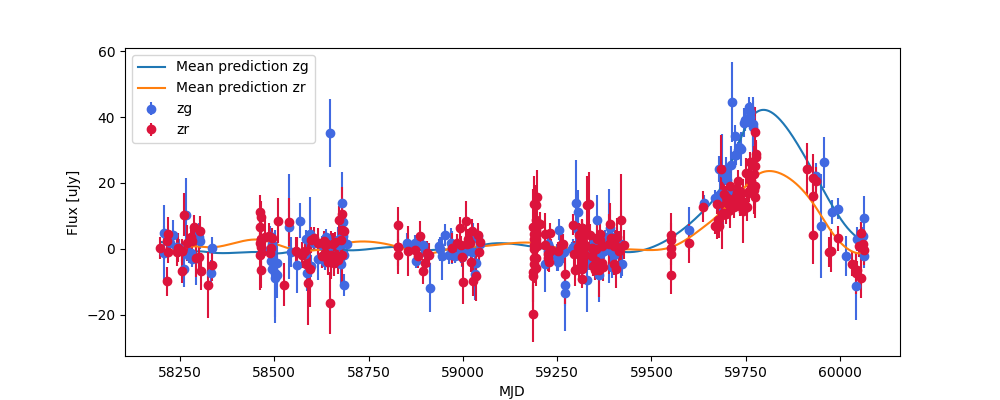 60
40
20
0
−20
Flux [uJy]
Mean prediction zg
Mean prediction zr
zg
zr
58250 58500 58750 59000 59250 59500 59750 60000
MJD